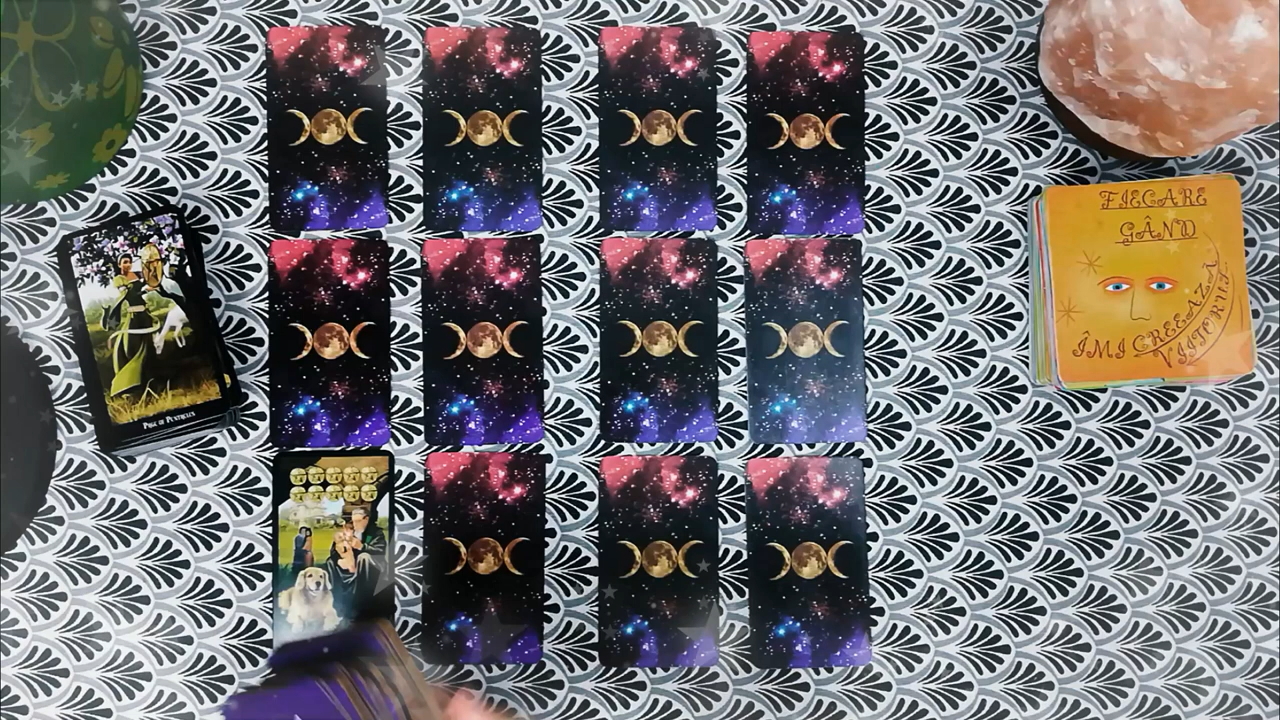 FIECARE
GÂND
ÎMI CREEAZĂ
VIITORUL
PAGE OF PENTACLES